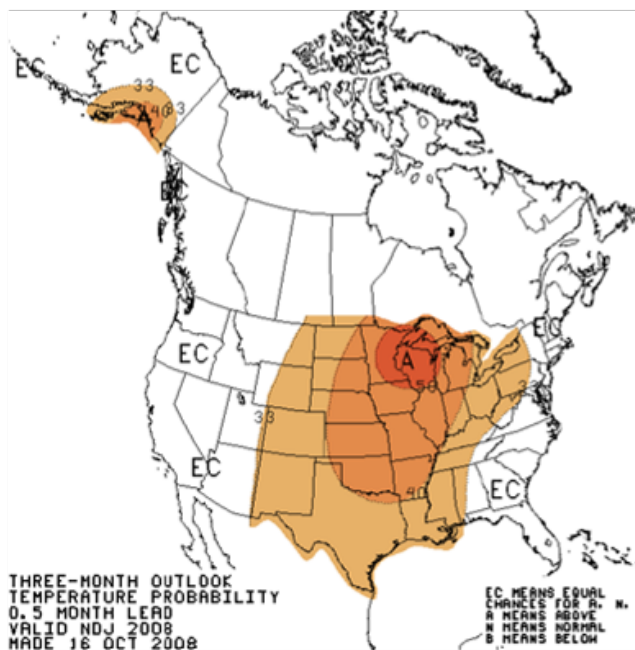 EC
EC
33
A
40
33
EC
EC
EC
A
50
33
33
EC
40
EC
THREE-MONTH OUTLOOK
TEMPERATURE PROBABILITY
0.5 MONTH LEAD
VALID NDJ 2008
MADE 16 OCT 2008
EC MEANS EQUAL
CHANCES FOR A, N,
A MEANS ABOVE
N MEANS NORMAL
B MEANS BELOW